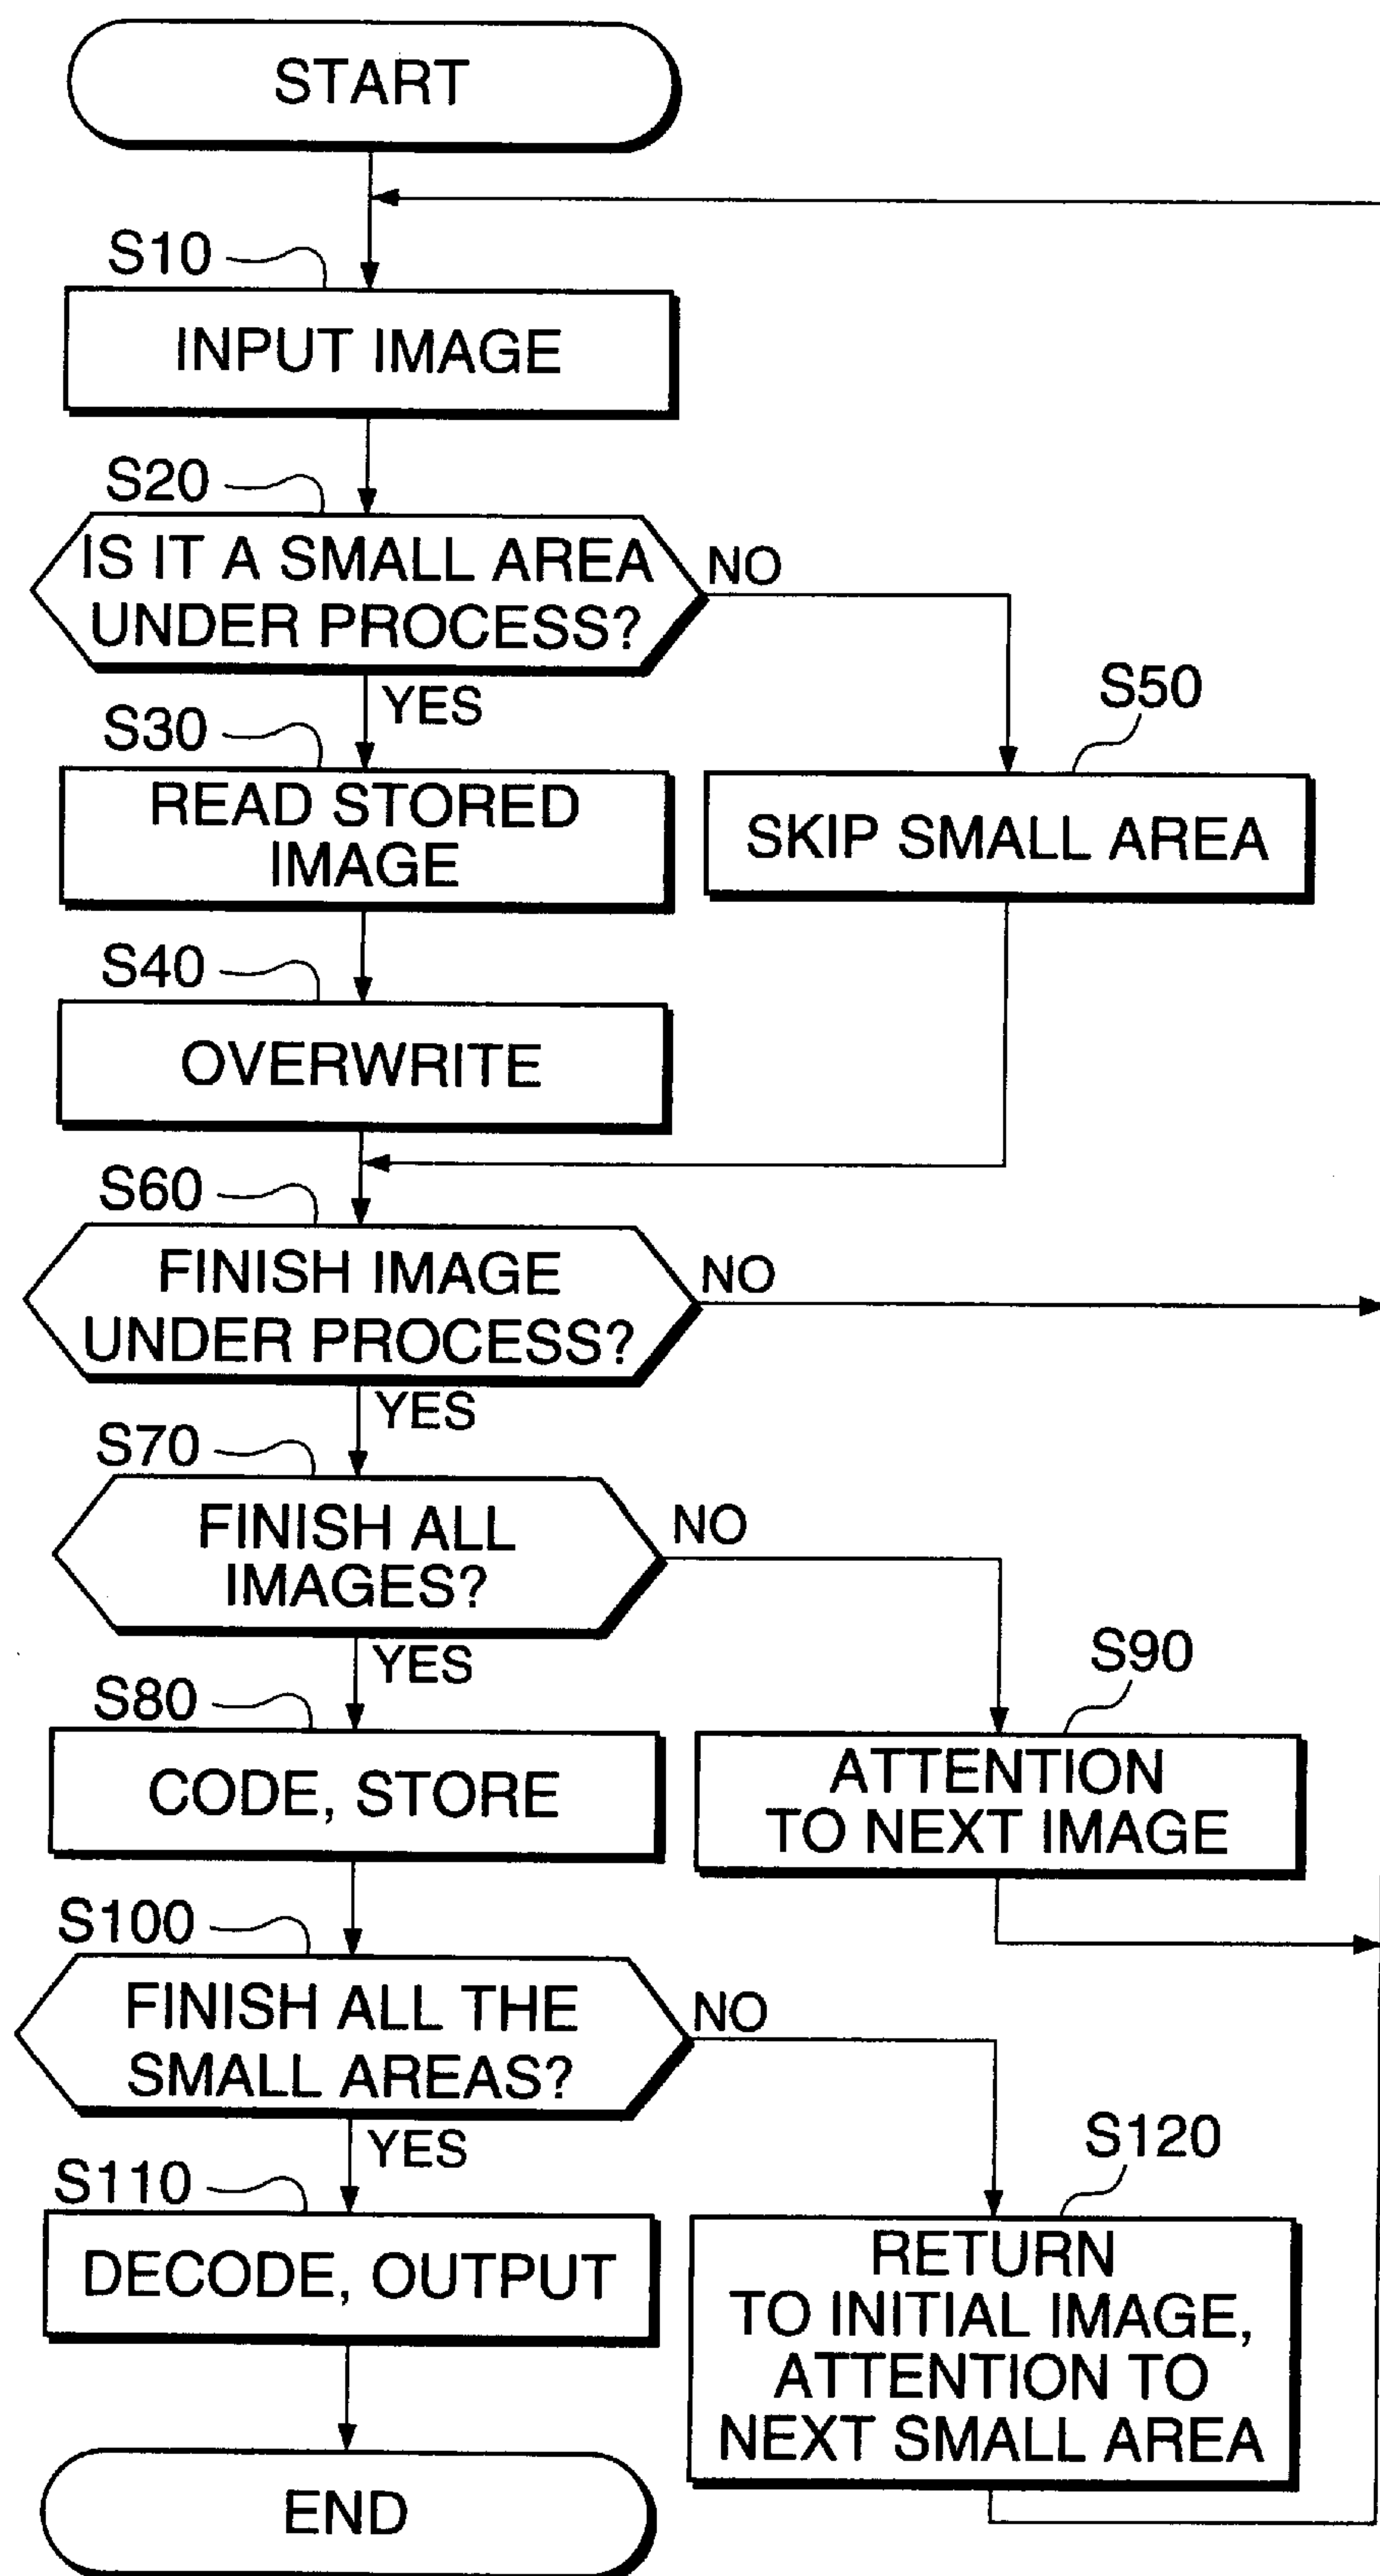 START
S10
INPUT IMAGE
S20
IS IT A SMALL AREA
UNDER PROCESS?
NO
YES
S30
READ STORED
IMAGE
S50
SKIP SMALL AREA
S40
OVERWRITE
S60
FINISH IMAGE
UNDER PROCESS?
NO
YES
S70
FINISH ALL
IMAGES?
NO
YES
S80
CODE, STORE
S90
ATTENTION
TO NEXT IMAGE
S100
FINISH ALL THE
SMALL AREAS?
NO
YES
S110
DECODE, OUTPUT
S120
RETURN
TO INITIAL IMAGE,
ATTENTION TO
NEXT SMALL AREA
END